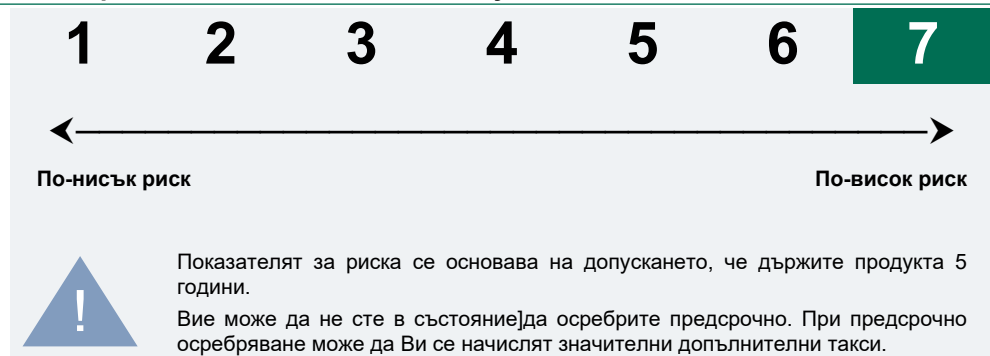 1 2 3 4 5 6 7
По-нисък риск По-висок риск
!
Показателят за риска се основава на допускането, че държите продукта 5
години.
Вие може да не сте в състояние]да осребрите предсрочно. При предсрочно
осребряване може да Ви се начислят значителни допълнителни такси.